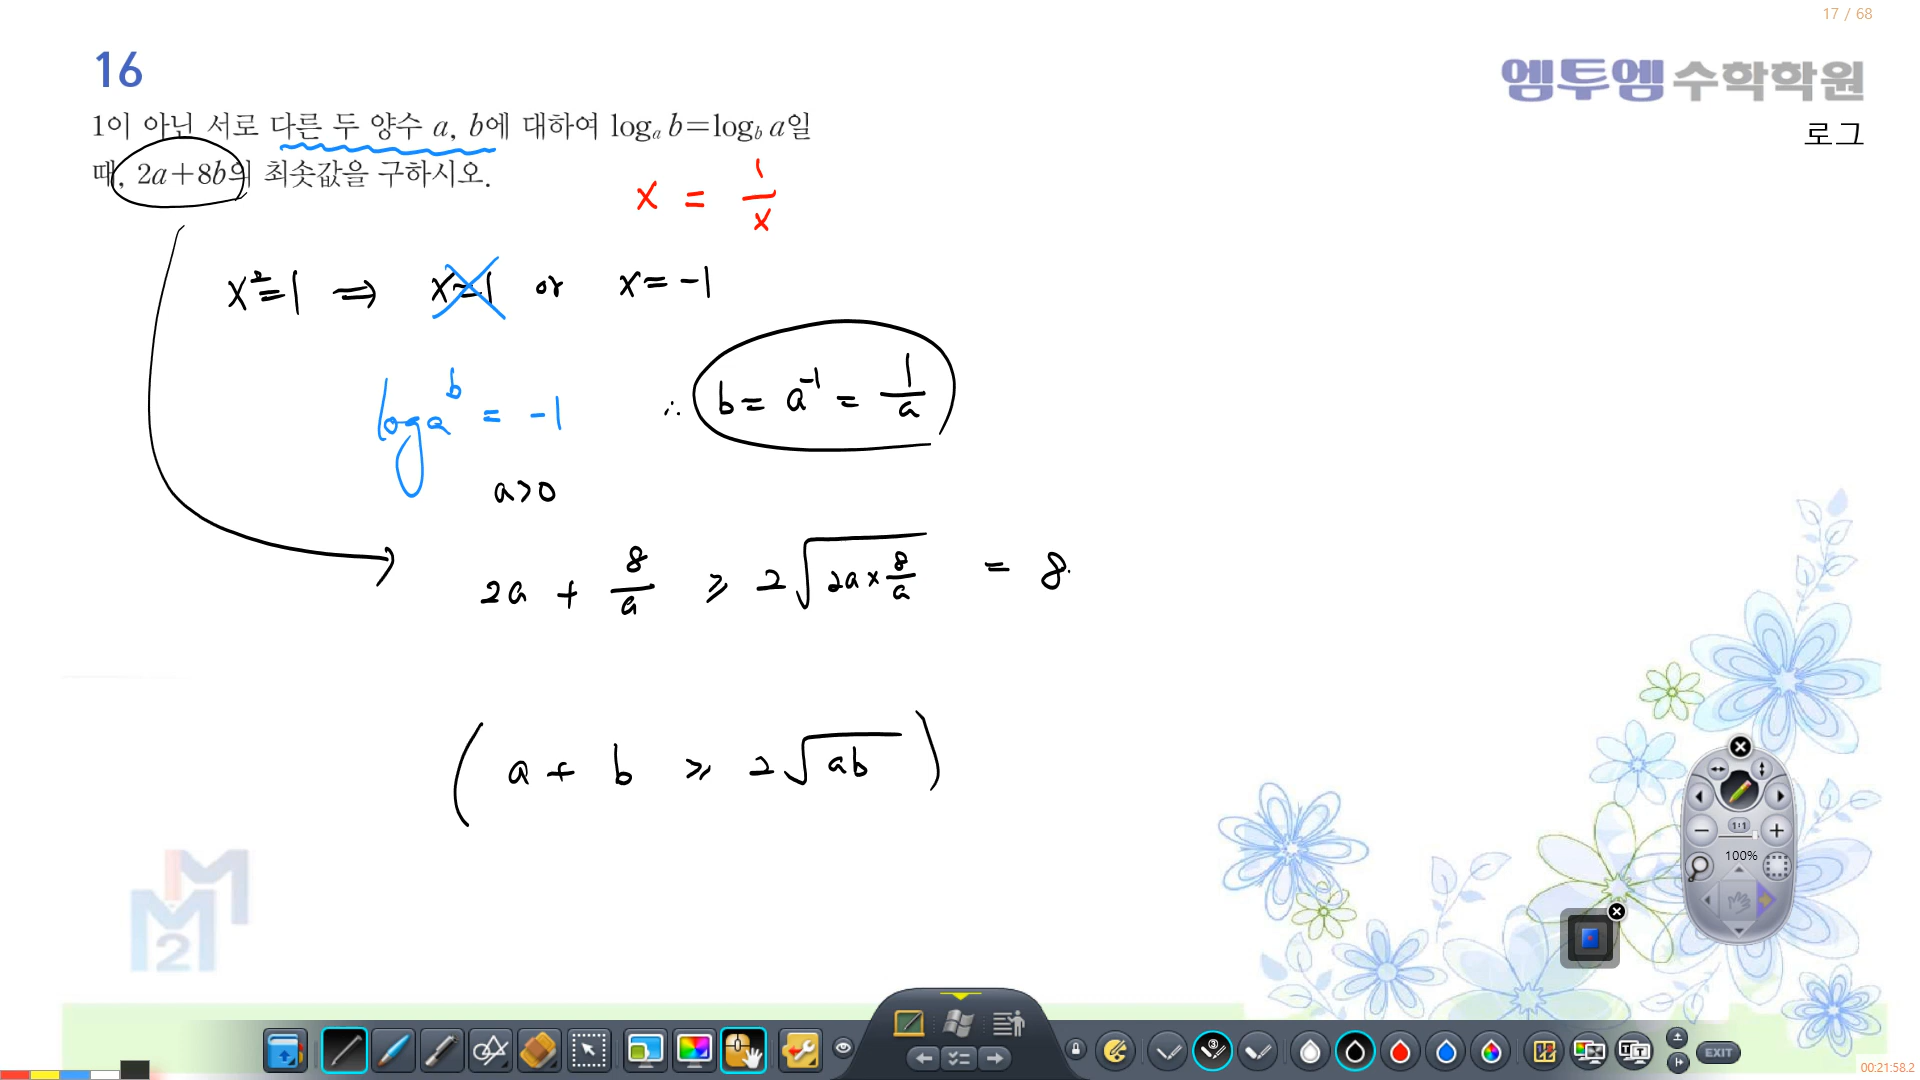 17 / 68
16
엠투엠 수학학원
로그
1이 아닌 서로 다른 두 양수 a, b에 대하여 logₐ b=log_b a일
때, 2a+8b의 최솟값을 구하시오.
x = 1/x
x²=1 ⇒ x=1 or x=-1
logₐ b = -1 ∴ b = a⁻¹ = 1/a
a>0
2a + 8/a ≥ 2√(2a×8/a) = 8.
( a + b ≥ 2√ab )
1:1
100%
M
M2
EXIT
00:21:58.2